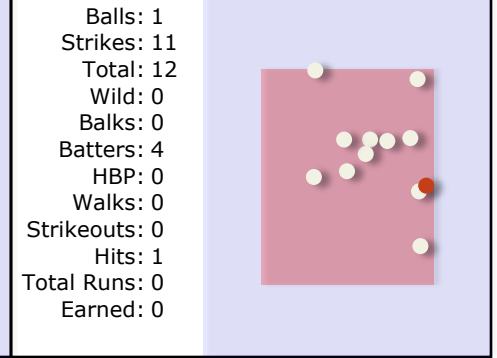 Balls: 1
Strikes: 11
Total: 12
Wild: 0
Balks: 0
Batters: 4
HBP: 0
Walks: 0
Strikeouts: 0
Hits: 1
Total Runs: 0
Earned: 0